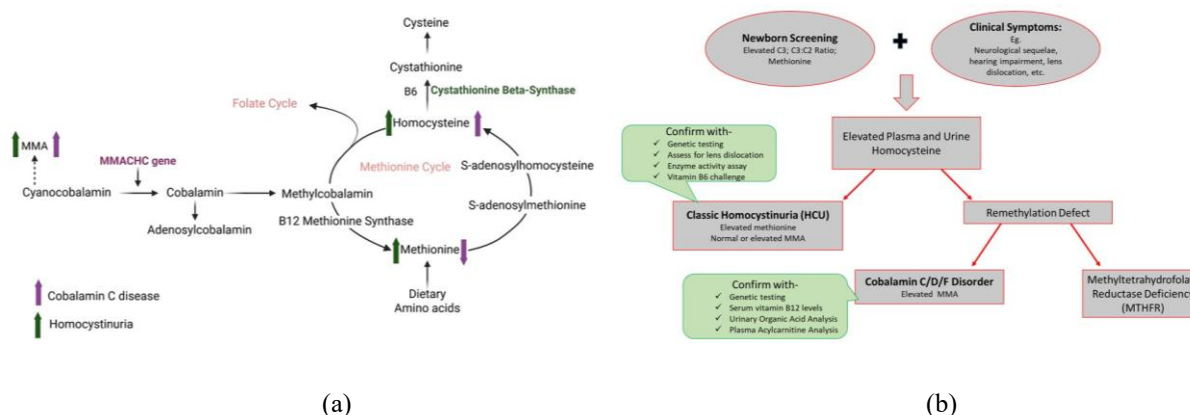 Cysteine
Cystathionine
B6
Cystathionine Beta-Synthase
Folate Cycle
Homocysteine
MMA
MMACHC gene
Methionine Cycle
S-adenosylhomocysteine
Cyanocobalamin
Cobalamin
Methylcobalamin
S-adenosylmethionine
B12 Methionine Synthase
Adenosylcobalamin
Methionine
Dietary
Amino acids
Cobalamin C disease
Homocystinuria
(a)
Newborn Screening
Elevated C3; C3:C2 Ratio;
Methionine
+
Clinical Symptoms:
Eg.
Neurological sequelae,
hearing impairment, lens
dislocation, etc.
Elevated Plasma and Urine
Homocysteine
Confirm with-
✓ Genetic testing
✓ Assess for lens dislocation
✓ Enzyme activity assay
✓ Vitamin B6 challenge
Classic Homocystinuria (HCU)
Elevated methionine
Normal or elevated MMA
Remethylation Defect
Confirm with-
✓ Genetic testing
✓ Serum vitamin B12 levels
✓ Urinary Organic Acid Analysis
✓ Plasma Acylcarnitine Analysis
Cobalamin C/D/F Disorder
Elevated MMA
Methyltetrahydrofola
Reductase Deficiency
(MTHFR)
(b)